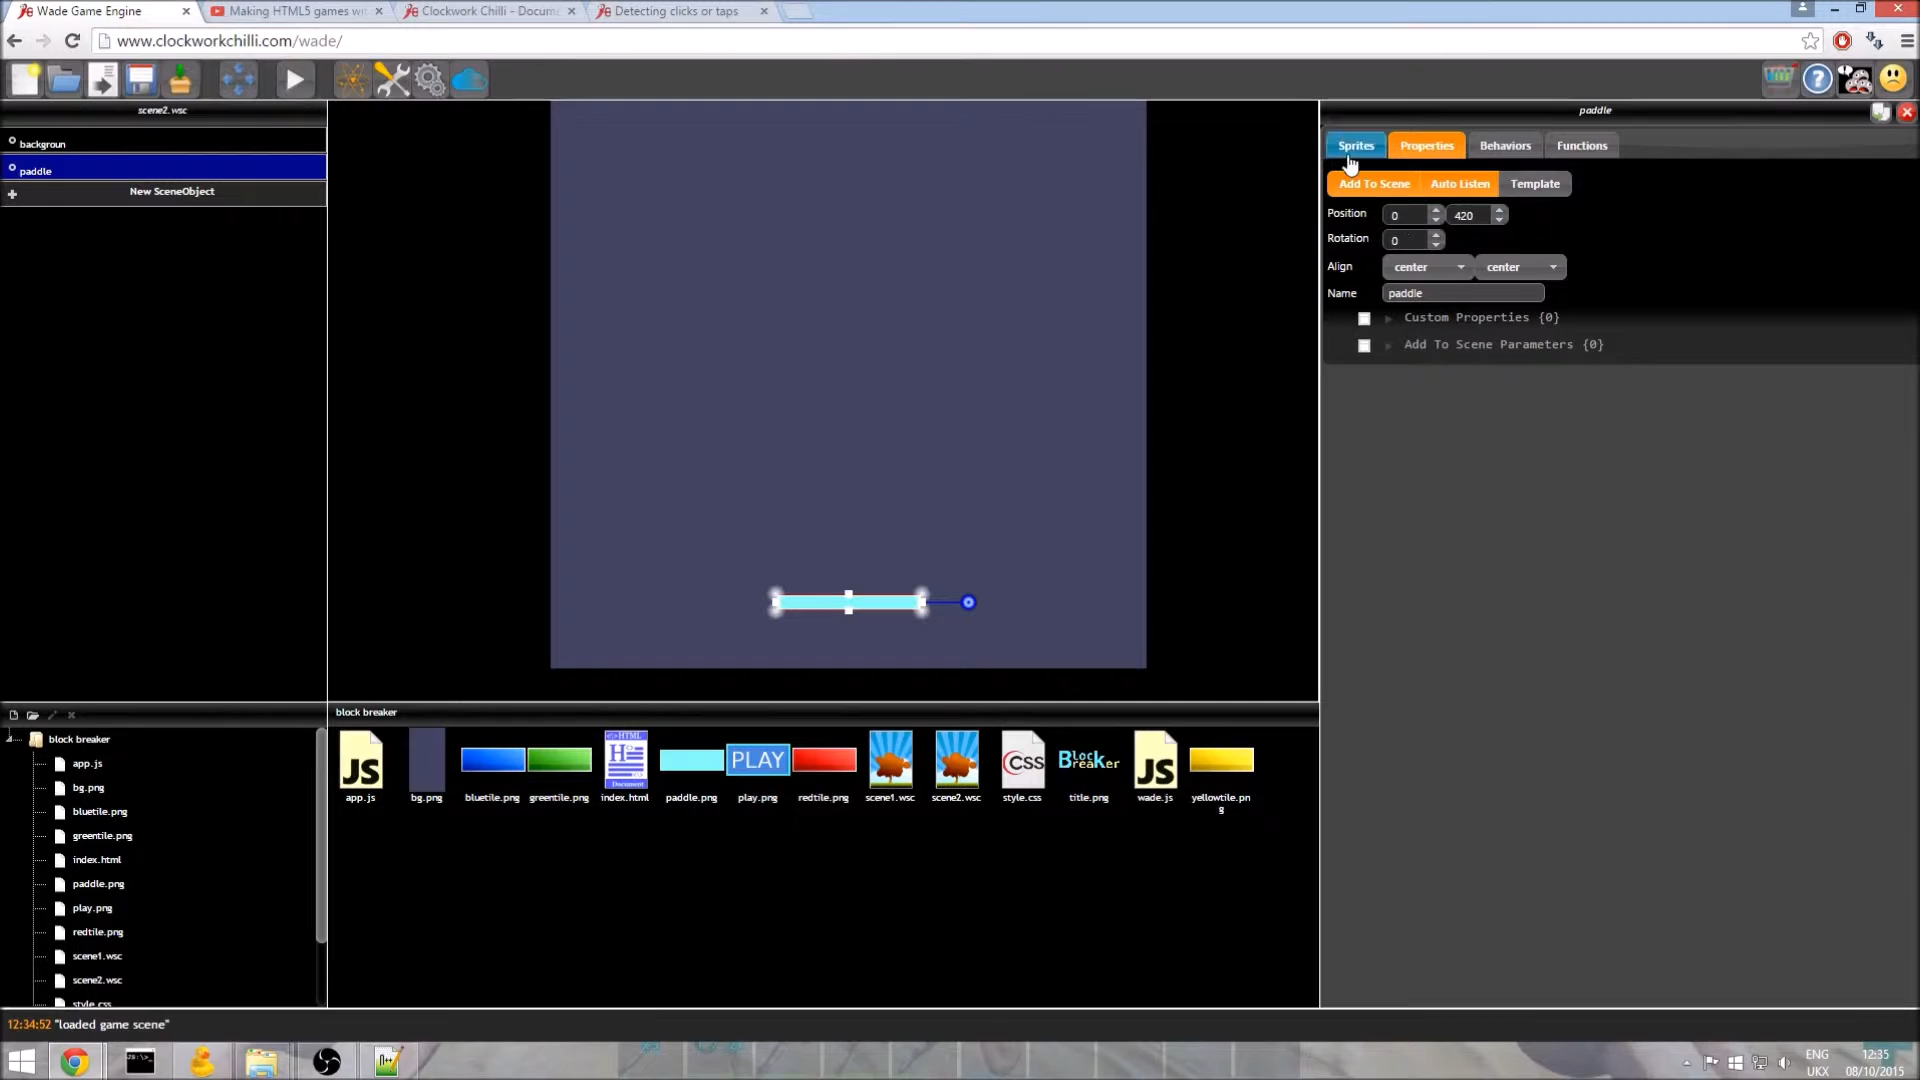 Wade Game Engine
Making HTML5 games wit
Clockwork Chilli - Docume
Detecting clicks or taps
www.clockworkchilli.com/wade/
scene2.wsc
backgroun
paddle
New SceneObject
paddle
Sprites
Properties
Behaviors
Functions
Add To Scene
Auto Listen
Template
Position
0
420
Rotation
0
Align
center
center
Name
paddle
Custom Properties {0}
Add To Scene Parameters {0}
block breaker
app.js
bg.png
bluetile.png
greentile.png
index.html
paddle.png
play.png
redtile.png
scene1.wsc
scene2.wsc
style.css
block breaker
JS
<>HTML
H
Document
PLAY
CSS
BlocK
BreaKer
JS
app.js
bg.png
bluetile.png
greentile.png
index.html
paddle.png
play.png
redtile.png
scene1.wsc
scene2.wsc
style.css
title.png
wade.js
yellowtile.pn
g
12:34:52 "loaded game scene"
ENG
UKX
12:35
08/10/2015